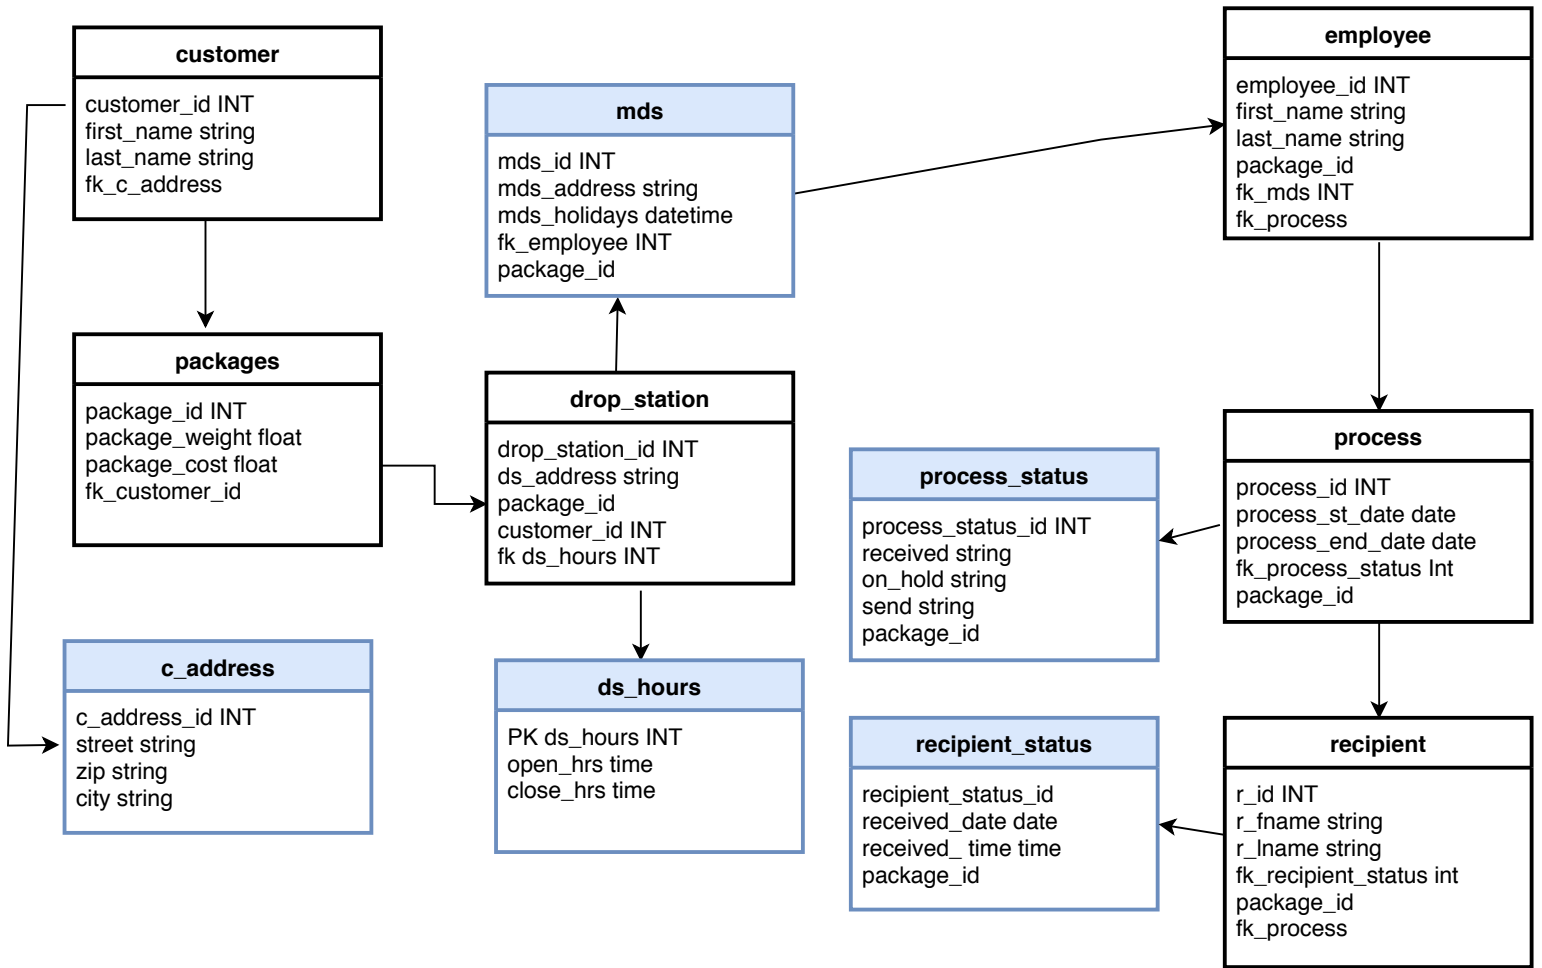 customer
customer_id INT
first_name string
last_name string
fk_c_address
packages
package_id INT
package_weight float
package_cost float
fk_customer_id
c_address
c_address_id INT
street string
zip string
city string
mds
mds_id INT
mds_address string
mds_holidays datetime
fk_employee INT
package_id
drop_station
drop_station_id INT
ds_address string
package_id
customer_id INT
fk ds_hours INT
ds_hours
PK ds_hours INT
open_hrs time
close_hrs time
process_status
process_status_id INT
received string
on_hold string
send string
package_id
recipient_status
recipient_status_id
received_date date
received_ time time
package_id
employee
employee_id INT
first_name string
last_name string
package_id
fk_mds INT
fk_process
process
process_id INT
process_st_date date
process_end_date date
fk_process_status Int
package_id
recipient
r_id INT
r_fname string
r_lname string
fk_recipient_status int
package_id
fk_process